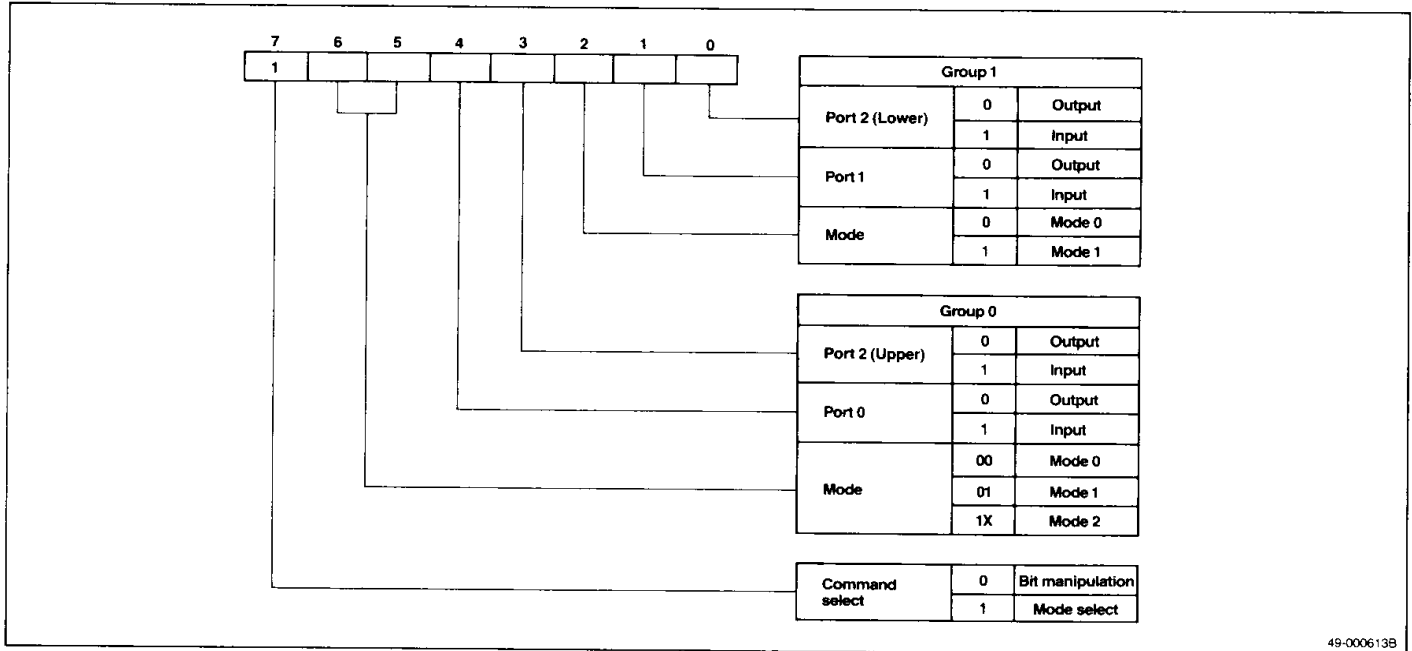 7 6 5 4 3 2 1 0
1
Group 1
Port 2 (Lower) 0 Output
1 Input
Port 1 0 Output
1 Input
Mode 0 Mode 0
1 Mode 1
Group 0
Port 2 (Upper) 0 Output
1 Input
Port 0 0 Output
1 Input
Mode 00 Mode 0
01 Mode 1
1X Mode 2
Command select 0 Bit manipulation
1 Mode select
49-000613B